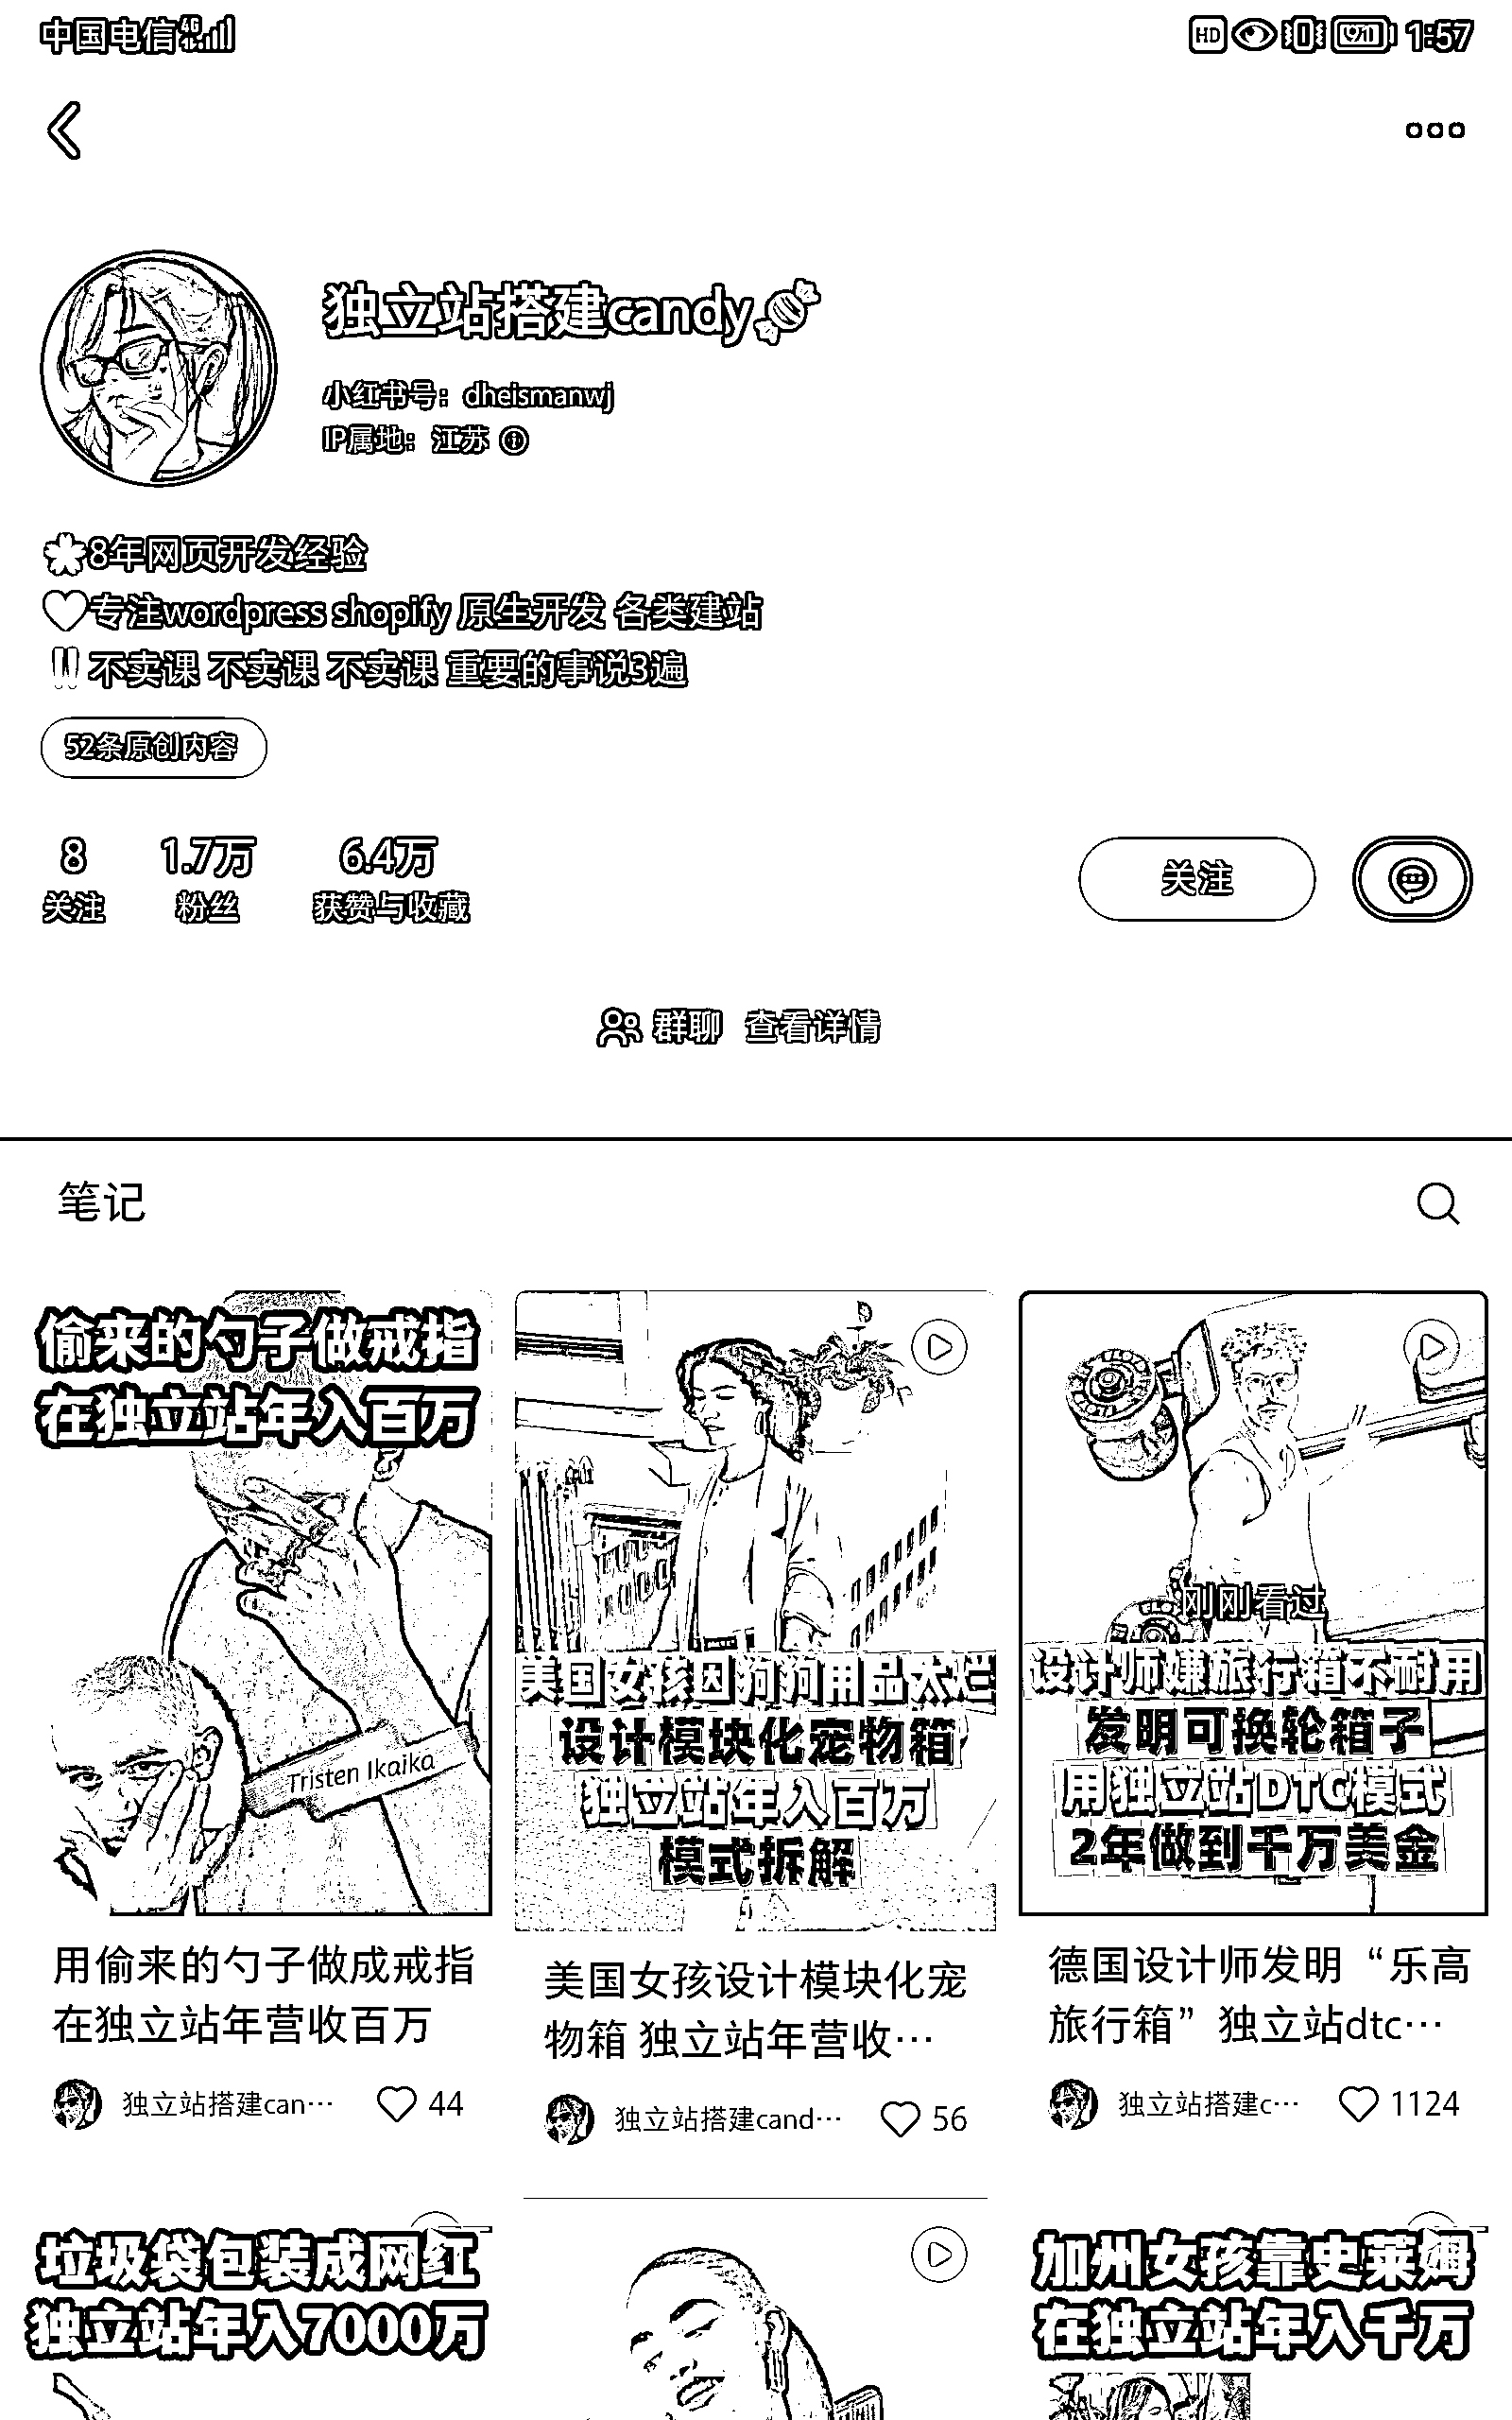 中国电信 4G HD 91 1:57
独立站搭建candy
小红书号：dheismanwj
IP属地：江苏
8年网页开发经验
专注wordpress shopify 原生开发 各类建站
不卖课 不卖课 不卖课 重要的事说3遍
52条原创内容
8 1.7万 6.4万
关注 粉丝 获赞与收藏
关注
群聊 查看详情
笔记
偷来的勺子做戒指
在独立站年入百万
Tristen Ikaika
用偷来的勺子做成戒指
在独立站年营收百万
独立站搭建can… 44
美国女孩因狗狗用品太烂
设计模块化宠物箱
独立站年入百万
模式拆解
美国女孩设计模块化宠
物箱 独立站年营收…
独立站搭建cand… 56
刚刚看过
设计师嫌旅行箱不耐用
发明可换轮箱子
用独立站DTC模式
2年做到千万美金
德国设计师发明“乐高
旅行箱”独立站dtc…
独立站搭建c… 1124
垃圾袋包装成网红
独立站年入7000万
加州女孩靠史莱姆
在独立站年入千万